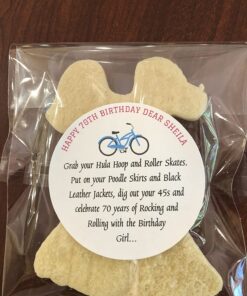 HAPPY 70TH BIRTHDAY DEAR SHEILA
Grab your Hula Hoop and Roller Skates,
Put on your Poodle Skirts and Black
Leather Jackets, dig out your 45s and
celebrate 70 years of Rocking and
Rolling with the Birthday
Girl...